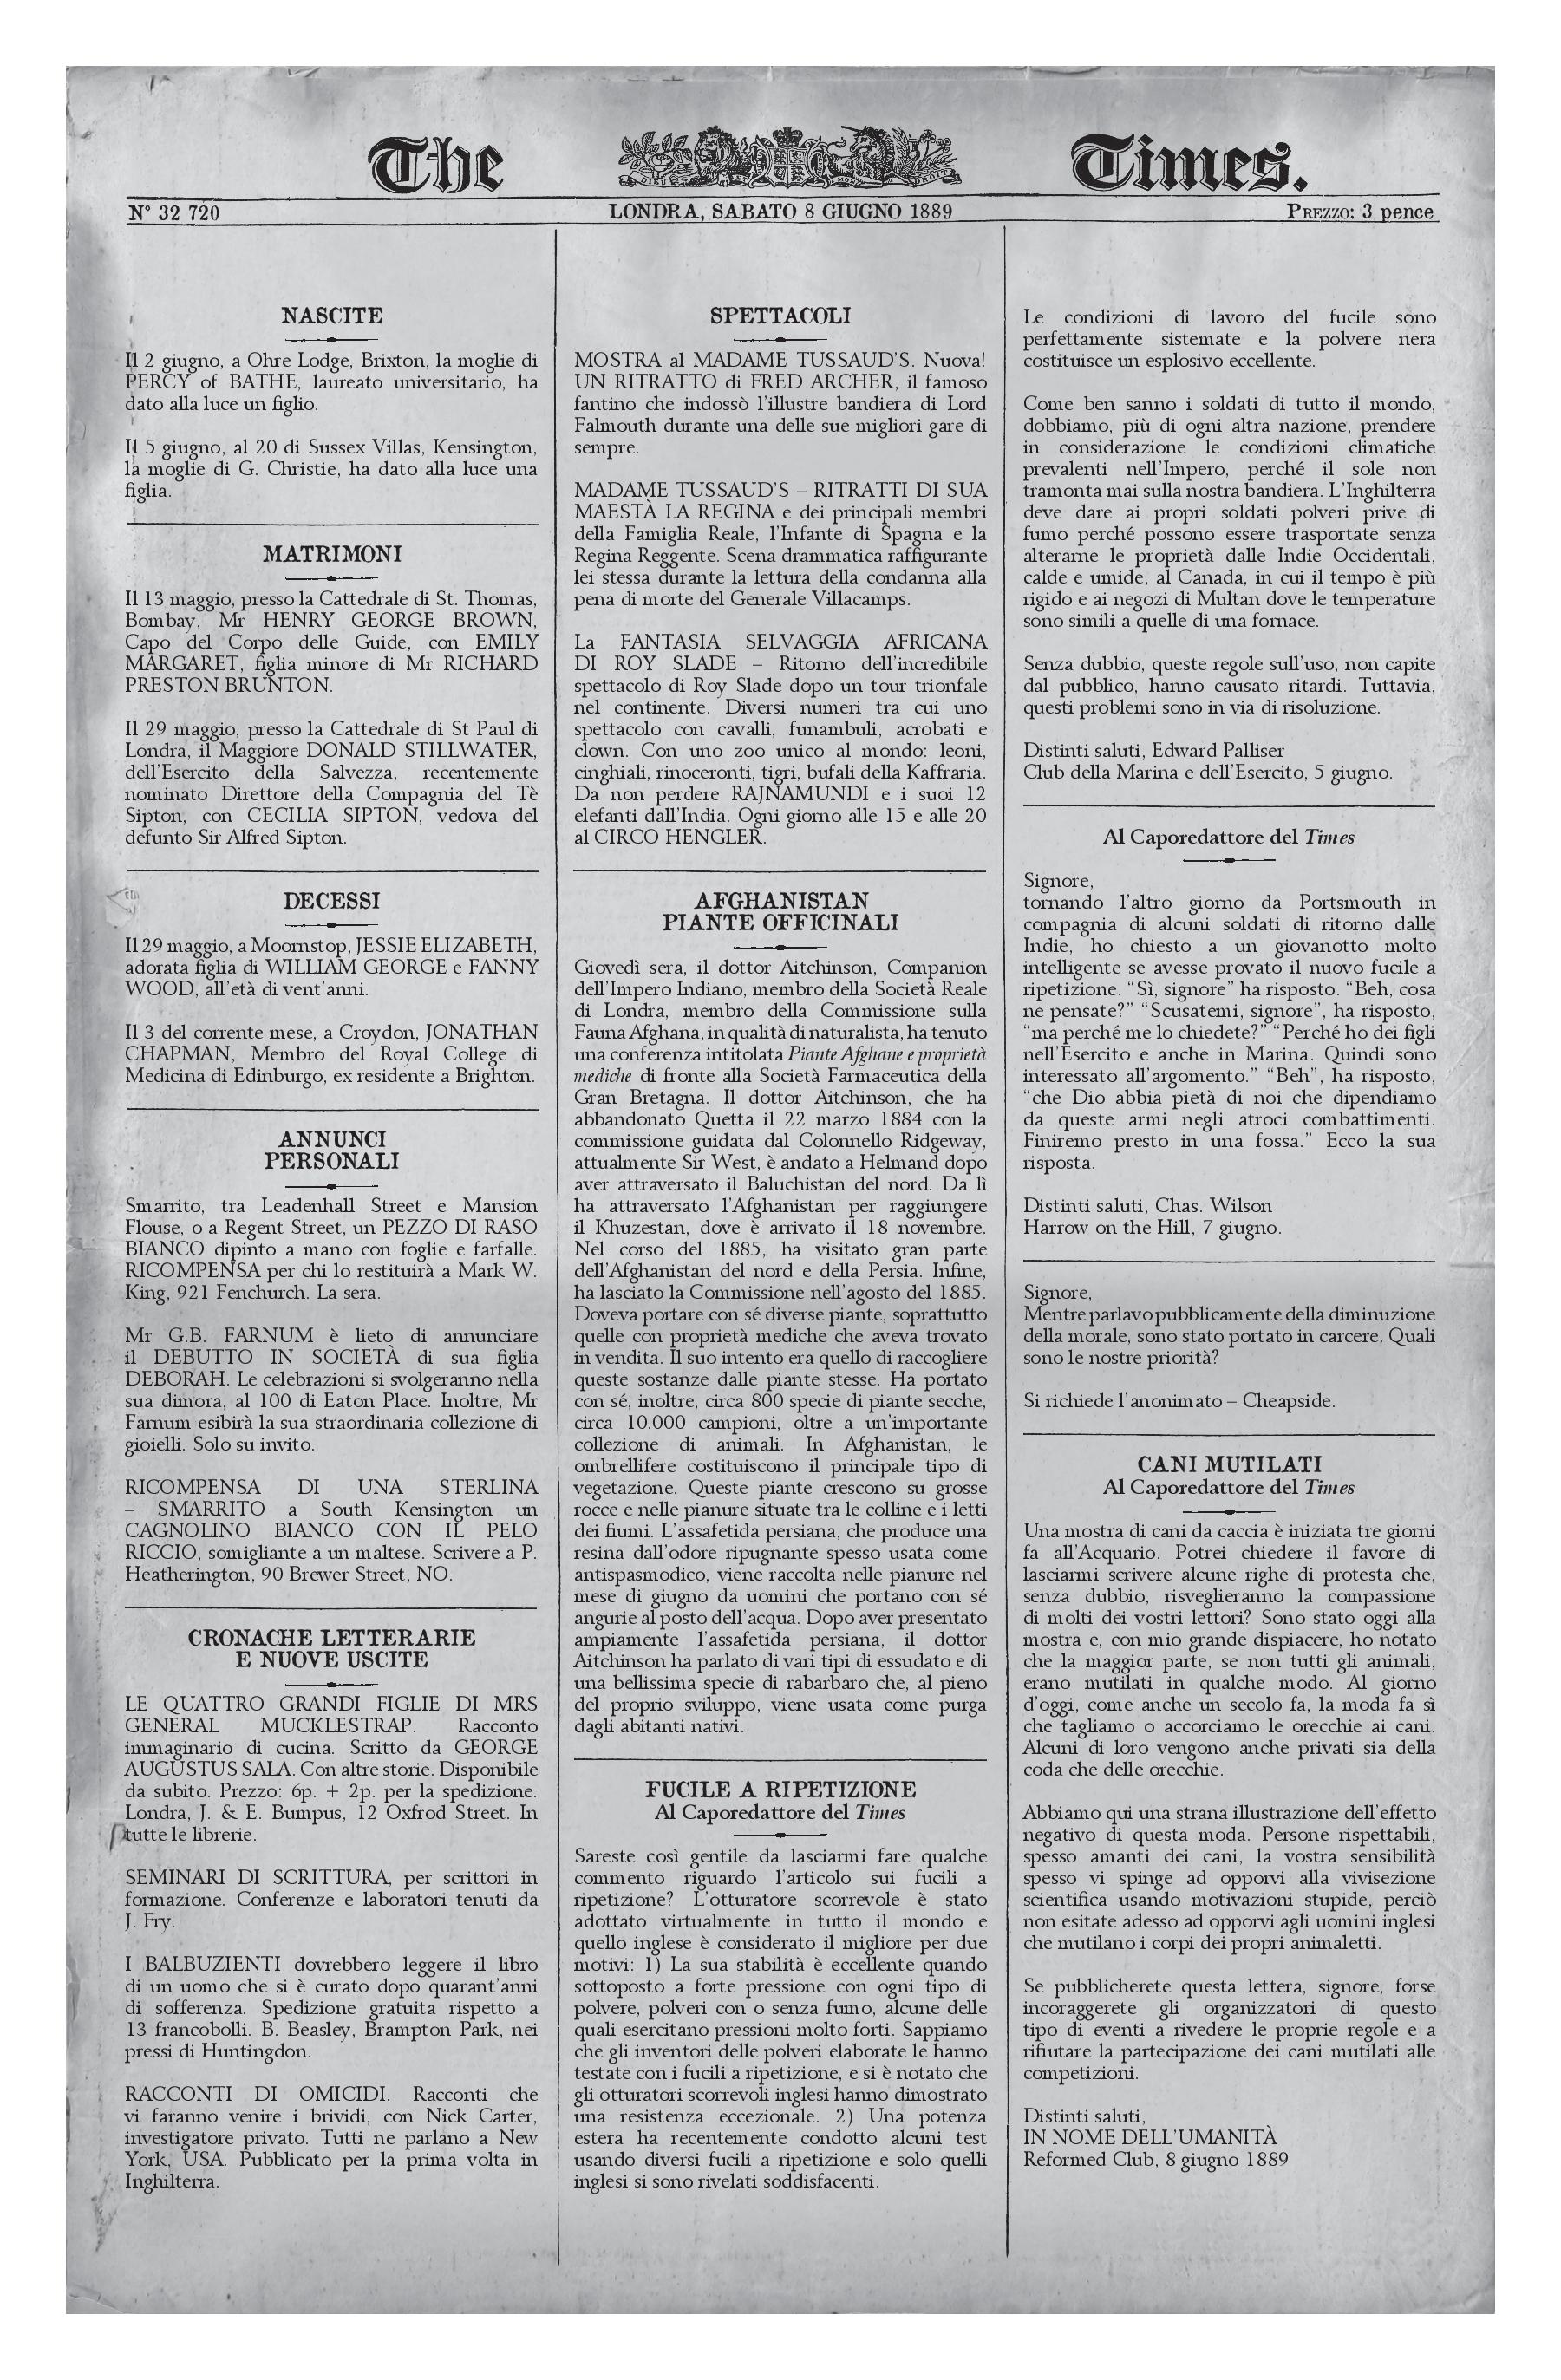 The Times.
N° 32 720
LONDRA, SABATO 8 GIUGNO 1889
PREZZO: 3 pence
NASCITE
Il 2 giugno, a Ohre Lodge, Brixton, la moglie di
PERCY of BATHE, laureato universitario, ha
dato alla luce un figlio.
Il 5 giugno, al 20 di Sussex Villas, Kensington,
la moglie di G. Christie, ha dato alla luce una
figlia.
MATRIMONI
Il 13 maggio, presso la Cattedrale di St. Thomas,
Bombay, Mr HENRY GEORGE BROWN,
Capo del Corpo delle Guide, con EMILY
MARGARET, figlia minore di Mr RICHARD
PRESTON BRUNTON.
Il 29 maggio, presso la Cattedrale di St Paul di
Londra, il Maggiore DONALD STILLWATER,
dell'Esercito della Salvezza, recentemente
nominato Direttore della Compagnia del Tè
Sipton, con CECILIA SIPTON, vedova del
defunto Sir Alfred Sipton.
DECESSI
Il 29 maggio, a Moornstop, JESSIE ELIZABETH,
adorata figlia di WILLIAM GEORGE e FANNY
WOOD, all'età di vent'anni.
Il 3 del corrente mese, a Croydon, JONATHAN
CHAPMAN, Membro del Royal College di
Medicina di Edinburgo, ex residente a Brighton.
ANNUNCI
PERSONALI
Smarrito, tra Leadenhall Street e Mansion
Flouse, o a Regent Street, un PEZZO DI RASO
BIANCO dipinto a mano con foglie e farfalle.
RICOMPENSA per chi lo restituirà a Mark W.
King, 921 Fenchurch. La sera.
Mr G.B. FARNUM è lieto di annunciare
il DEBUTTO IN SOCIETÀ di sua figlia
DEBORAH. Le celebrazioni si svolgeranno nella
sua dimora, al 100 di Eaton Place. Inoltre, Mr
Farnum esibirà la sua straordinaria collezione di
gioielli. Solo su invito.
RICOMPENSA DI UNA STERLINA
– SMARRITO a South Kensington un
CAGNOLINO BIANCO CON IL PELO
RICCIO, somigliante a un maltese. Scrivere a P.
Heatherington, 90 Brewer Street, NO.
CRONACHE LETTERARIE
E NUOVE USCITE
LE QUATTRO GRANDI FIGLIE DI MRS
GENERAL MUCKLESTRAP. Racconto
immaginario di cucina. Scritto da GEORGE
AUGUSTUS SALA. Con altre storie. Disponibile
da subito. Prezzo: 6p. + 2p. per la spedizione.
Londra, J. & E. Bumpus, 12 Oxfrod Street. In
tutte le librerie.
SEMINARI DI SCRITTURA, per scrittori in
formazione. Conferenze e laboratori tenuti da
J. Fry.
I BALBUZIENTI dovrebbero leggere il libro
di un uomo che si è curato dopo quarant'anni
di sofferenza. Spedizione gratuita rispetto a
13 francobolli. B. Beasley, Brampton Park, nei
pressi di Huntingdon.
RACCONTI DI OMICIDI. Racconti che
vi faranno venire i brividi, con Nick Carter,
investigatore privato. Tutti ne parlano a New
York, USA. Pubblicato per la prima volta in
Inghilterra.
SPETTACOLI
MOSTRA al MADAME TUSSAUD'S. Nuova!
UN RITRATTO di FRED ARCHER, il famoso
fantino che indossò l'illustre bandiera di Lord
Falmouth durante una delle sue migliori gare di
sempre.
MADAME TUSSAUD'S – RITRATTI DI SUA
MAESTÀ LA REGINA e dei principali membri
della Famiglia Reale, l'Infante di Spagna e la
Regina Reggente. Scena drammatica raffigurante
lei stessa durante la lettura della condanna alla
pena di morte del Generale Villacamps.
La FANTASIA SELVAGGIA AFRICANA
DI ROY SLADE – Ritorno dell'incredibile
spettacolo di Roy Slade dopo un tour trionfale
nel continente. Diversi numeri tra cui uno
spettacolo con cavalli, funambuli, acrobati e
clown. Con uno zoo unico al mondo: leoni,
cinghiali, rinoceronti, tigri, bufali della Kaffraria.
Da non perdere RAJNAMUNDI e i suoi 12
elefanti dall'India. Ogni giorno alle 15 e alle 20
al CIRCO HENGLER.
AFGHANISTAN
PIANTE OFFICINALI
Giovedì sera, il dottor Aitchinson, Companion
dell'Impero Indiano, membro della Società Reale
di Londra, membro della Commissione sulla
Fauna Afghana, in qualità di naturalista, ha tenuto
una conferenza intitolata Piante Afghane e proprietà
mediche di fronte alla Società Farmaceutica della
Gran Bretagna. Il dottor Aitchinson, che ha
abbandonato Quetta il 22 marzo 1884 con la
commissione guidata dal Colonnello Ridgeway,
attualmente Sir West, è andato a Helmand dopo
aver attraversato il Baluchistan del nord. Da lì
ha attraversato l'Afghanistan per raggiungere
il Khuzestan, dove è arrivato il 18 novembre.
Nel corso del 1885, ha visitato gran parte
dell'Afghanistan del nord e della Persia. Infine,
ha lasciato la Commissione nell'agosto del 1885.
Doveva portare con sé diverse piante, soprattutto
quelle con proprietà mediche che aveva trovato
in vendita. Il suo intento era quello di raccogliere
queste sostanze dalle piante stesse. Ha portato
con sé, inoltre, circa 800 specie di piante secche,
circa 10.000 campioni, oltre a un'importante
collezione di animali. In Afghanistan, le
ombrellifere costituiscono il principale tipo di
vegetazione. Queste piante crescono su grosse
rocce e nelle pianure situate tra le colline e i letti
dei fiumi. L'assafetida persiana, che produce una
resina dall'odore ripugnante spesso usata come
antispasmodico, viene raccolta nelle pianure nel
mese di giugno da uomini che portano con sé
angurie al posto dell'acqua. Dopo aver presentato
ampiamente l'assafetida persiana, il dottor
Aitchinson ha parlato di vari tipi di essudato e di
una bellissima specie di rabarbaro che, al pieno
del proprio sviluppo, viene usata come purga
dagli abitanti nativi.
FUCILE A RIPETIZIONE
Al Caporedattore del Times
Sareste così gentile da lasciarmi fare qualche
commento riguardo l'articolo sui fucili a
ripetizione? L'otturatore scorrevole è stato
adottato virtualmente in tutto il mondo e
quello inglese è considerato il migliore per due
motivi: 1) La sua stabilità è eccellente quando
sottoposto a forte pressione con ogni tipo di
polvere, polveri con o senza fumo, alcune delle
quali esercitano pressioni molto forti. Sappiamo
che gli inventori delle polveri elaborate le hanno
testate con i fucili a ripetizione, e si è notato che
gli otturatori scorrevoli inglesi hanno dimostrato
una resistenza eccezionale. 2) Una potenza
estera ha recentemente condotto alcuni test
usando diversi fucili a ripetizione e solo quelli
inglesi si sono rivelati soddisfacenti.
Le condizioni di lavoro del fucile sono
perfettamente sistemate e la polvere nera
costituisce un esplosivo eccellente.
Come ben sanno i soldati di tutto il mondo,
dobbiamo, più di ogni altra nazione, prendere
in considerazione le condizioni climatiche
prevalenti nell'Impero, perché il sole non
tramonta mai sulla nostra bandiera. L'Inghilterra
deve dare ai propri soldati polveri prive di
fumo perché possono essere trasportate senza
alterarne le proprietà dalle Indie Occidentali,
calde e umide, al Canada, in cui il tempo è più
rigido e ai negozi di Multan dove le temperature
sono simili a quelle di una fornace.
Senza dubbio, queste regole sull'uso, non capite
dal pubblico, hanno causato ritardi. Tuttavia,
questi problemi sono in via di risoluzione.
Distinti saluti, Edward Palliser
Club della Marina e dell'Esercito, 5 giugno.
Al Caporedattore del Times
Signore,
tornando l'altro giorno da Portsmouth in
compagnia di alcuni soldati di ritorno dalle
Indie, ho chiesto a un giovanotto molto
intelligente se avesse provato il nuovo fucile a
ripetizione. “Sì, signore” ha risposto. “Beh, cosa
ne pensate?” “Scusatemi, signore”, ha risposto,
“ma perché me lo chiedete?” “Perché ho dei figli
nell'Esercito e anche in Marina. Quindi sono
interessato all'argomento.” “Beh”, ha risposto,
“che Dio abbia pietà di noi che dipendiamo
da queste armi negli atroci combattimenti.
Finiremo presto in una fossa.” Ecco la sua
risposta.
Distinti saluti, Chas. Wilson
Harrow on the Hill, 7 giugno.
Signore,
Mentre parlavo pubblicamente della diminuzione
della morale, sono stato portato in carcere. Quali
sono le nostre priorità?
Si richiede l'anonimato – Cheapside.
CANI MUTILATI
Al Caporedattore del Times
Una mostra di cani da caccia è iniziata tre giorni
fa all'Acquario. Potrei chiedere il favore di
lasciarmi scrivere alcune righe di protesta che,
senza dubbio, risveglieranno la compassione
di molti dei vostri lettori? Sono stato oggi alla
mostra e, con mio grande dispiacere, ho notato
che la maggior parte, se non tutti gli animali,
erano mutilati in qualche modo. Al giorno
d'oggi, come anche un secolo fa, la moda fa sì
che tagliamo o accorciamo le orecchie ai cani.
Alcuni di loro vengono anche privati sia della
coda che delle orecchie.
Abbiamo qui una strana illustrazione dell'effetto
negativo di questa moda. Persone rispettabili,
spesso amanti dei cani, la vostra sensibilità
spesso vi spinge ad opporvi alla vivisezione
scientifica usando motivazioni stupide, perciò
non esitate adesso ad opporvi agli uomini inglesi
che mutilano i corpi dei propri animaletti.
Se pubblicherete questa lettera, signore, forse
incoraggerete gli organizzatori di questo
tipo di eventi a rivedere le proprie regole e a
rifiutare la partecipazione dei cani mutilati alle
competizioni.
Distinti saluti,
IN NOME DELL'UMANITÀ
Reformed Club, 8 giugno 1889